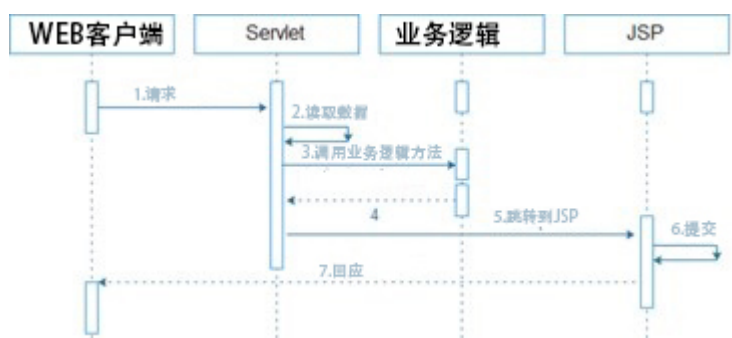 WEB客户端 Servlet 业务逻辑 JSP
1.请求
2.读取数据
3.调用业务逻辑方法
4
5.跳转到JSP
6.提交
7.回应